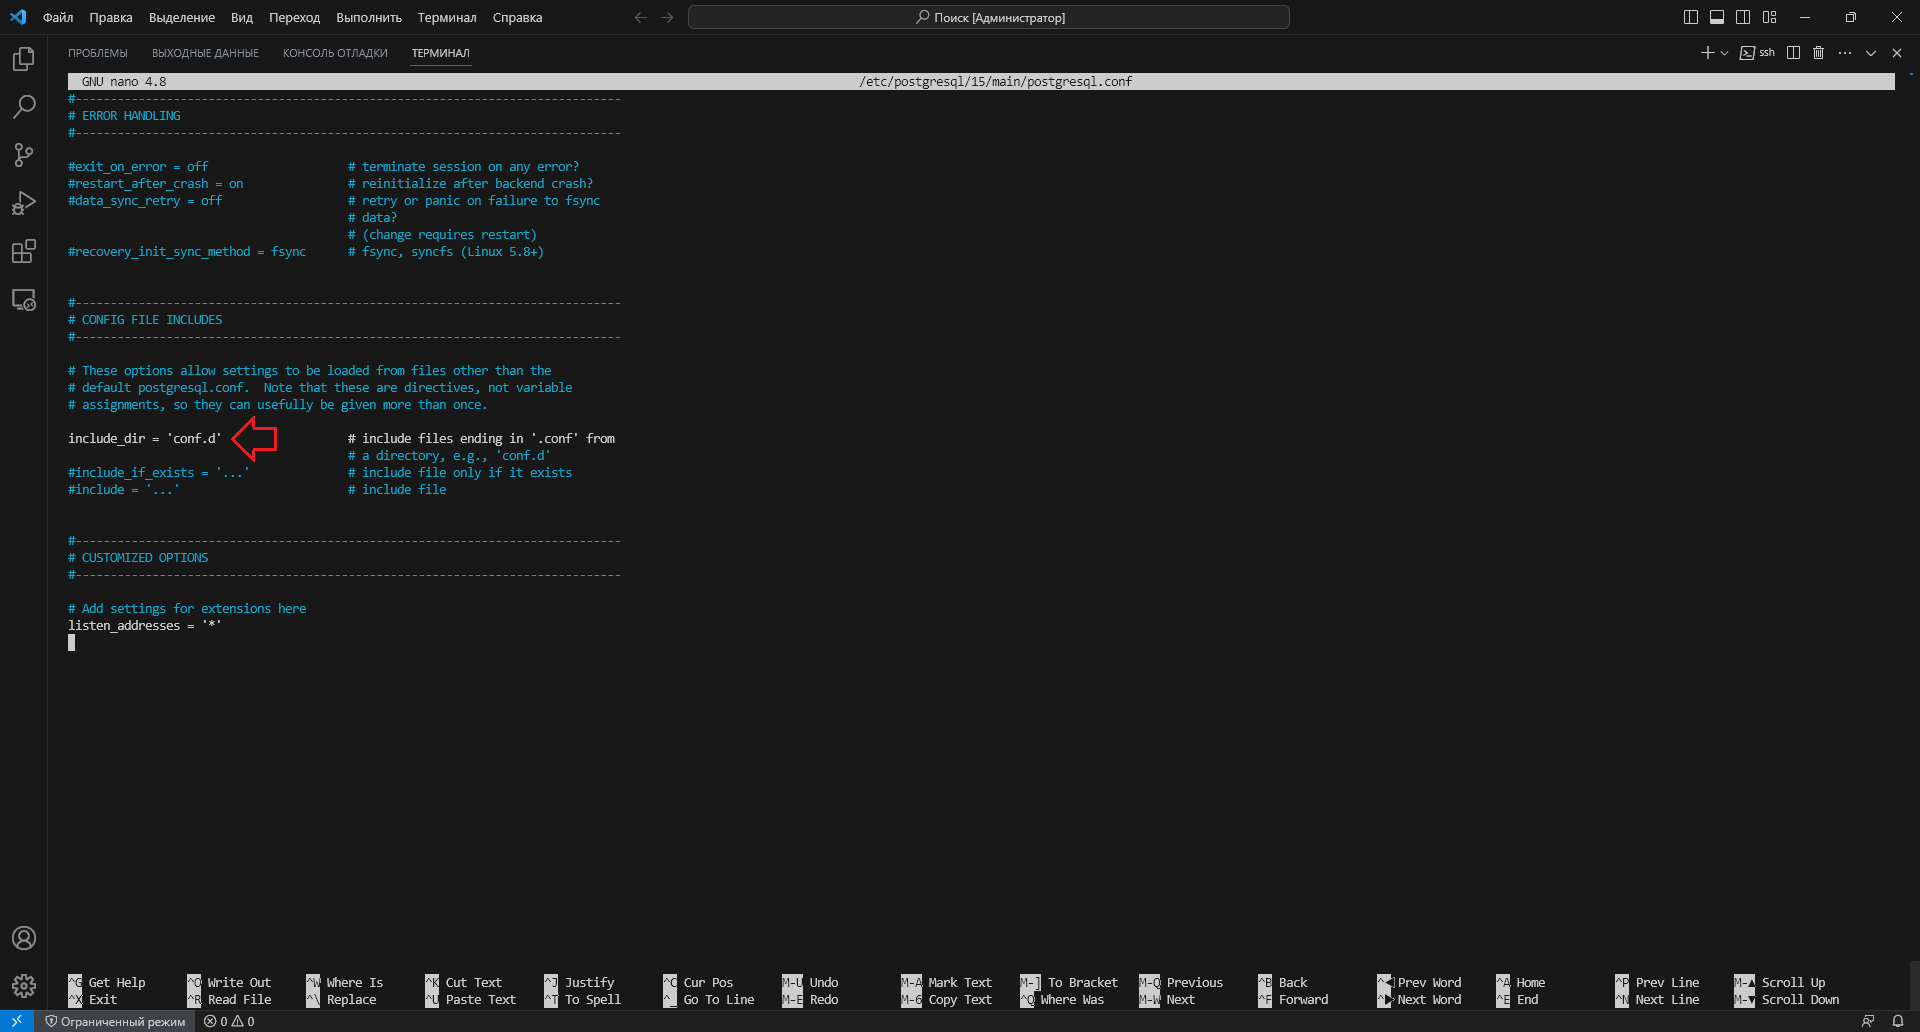 Файл Правка Выделение Вид Переход Выполнить Терминал Справка
Поиск [Администратор]
ПРОБЛЕМЫ ВЫХОДНЫЕ ДАННЫЕ КОНСОЛЬ ОТЛАДКИ ТЕРМИНАЛ
ssh
GNU nano 4.8 /etc/postgresql/15/main/postgresql.conf
#------------------------------------------------------------------------------
# ERROR HANDLING
#------------------------------------------------------------------------------
#exit_on_error = off # terminate session on any error?
#restart_after_crash = on # reinitialize after backend crash?
#data_sync_retry = off # retry or panic on failure to fsync
# data?
# (change requires restart)
#recovery_init_sync_method = fsync # fsync, syncfs (Linux 5.8+)
#------------------------------------------------------------------------------
# CONFIG FILE INCLUDES
#------------------------------------------------------------------------------
# These options allow settings to be loaded from files other than the
# default postgresql.conf. Note that these are directives, not variable
# assignments, so they can usefully be given more than once.
include_dir = 'conf.d' # include files ending in '.conf' from
# a directory, e.g., 'conf.d'
#include_if_exists = '...' # include file only if it exists
#include = '...' # include file
#------------------------------------------------------------------------------
# CUSTOMIZED OPTIONS
#------------------------------------------------------------------------------
# Add settings for extensions here
listen_addresses = '*'
^G Get Help ^O Write Out ^W Where Is ^K Cut Text ^J Justify ^C Cur Pos M-U Undo M-A Mark Text M-] To Bracket M-Q Previous ^B Back ^◀ Prev Word ^A Home ^P Prev Line M-▲ Scroll Up
^X Exit ^R Read File ^\ Replace ^U Paste Text ^T To Spell ^_ Go To Line M-E Redo M-6 Copy Text ^Q Where Was M-W Next ^F Forward ^▶ Next Word ^E End ^N Next Line M-▼ Scroll Down
Ограниченный режим 0 0